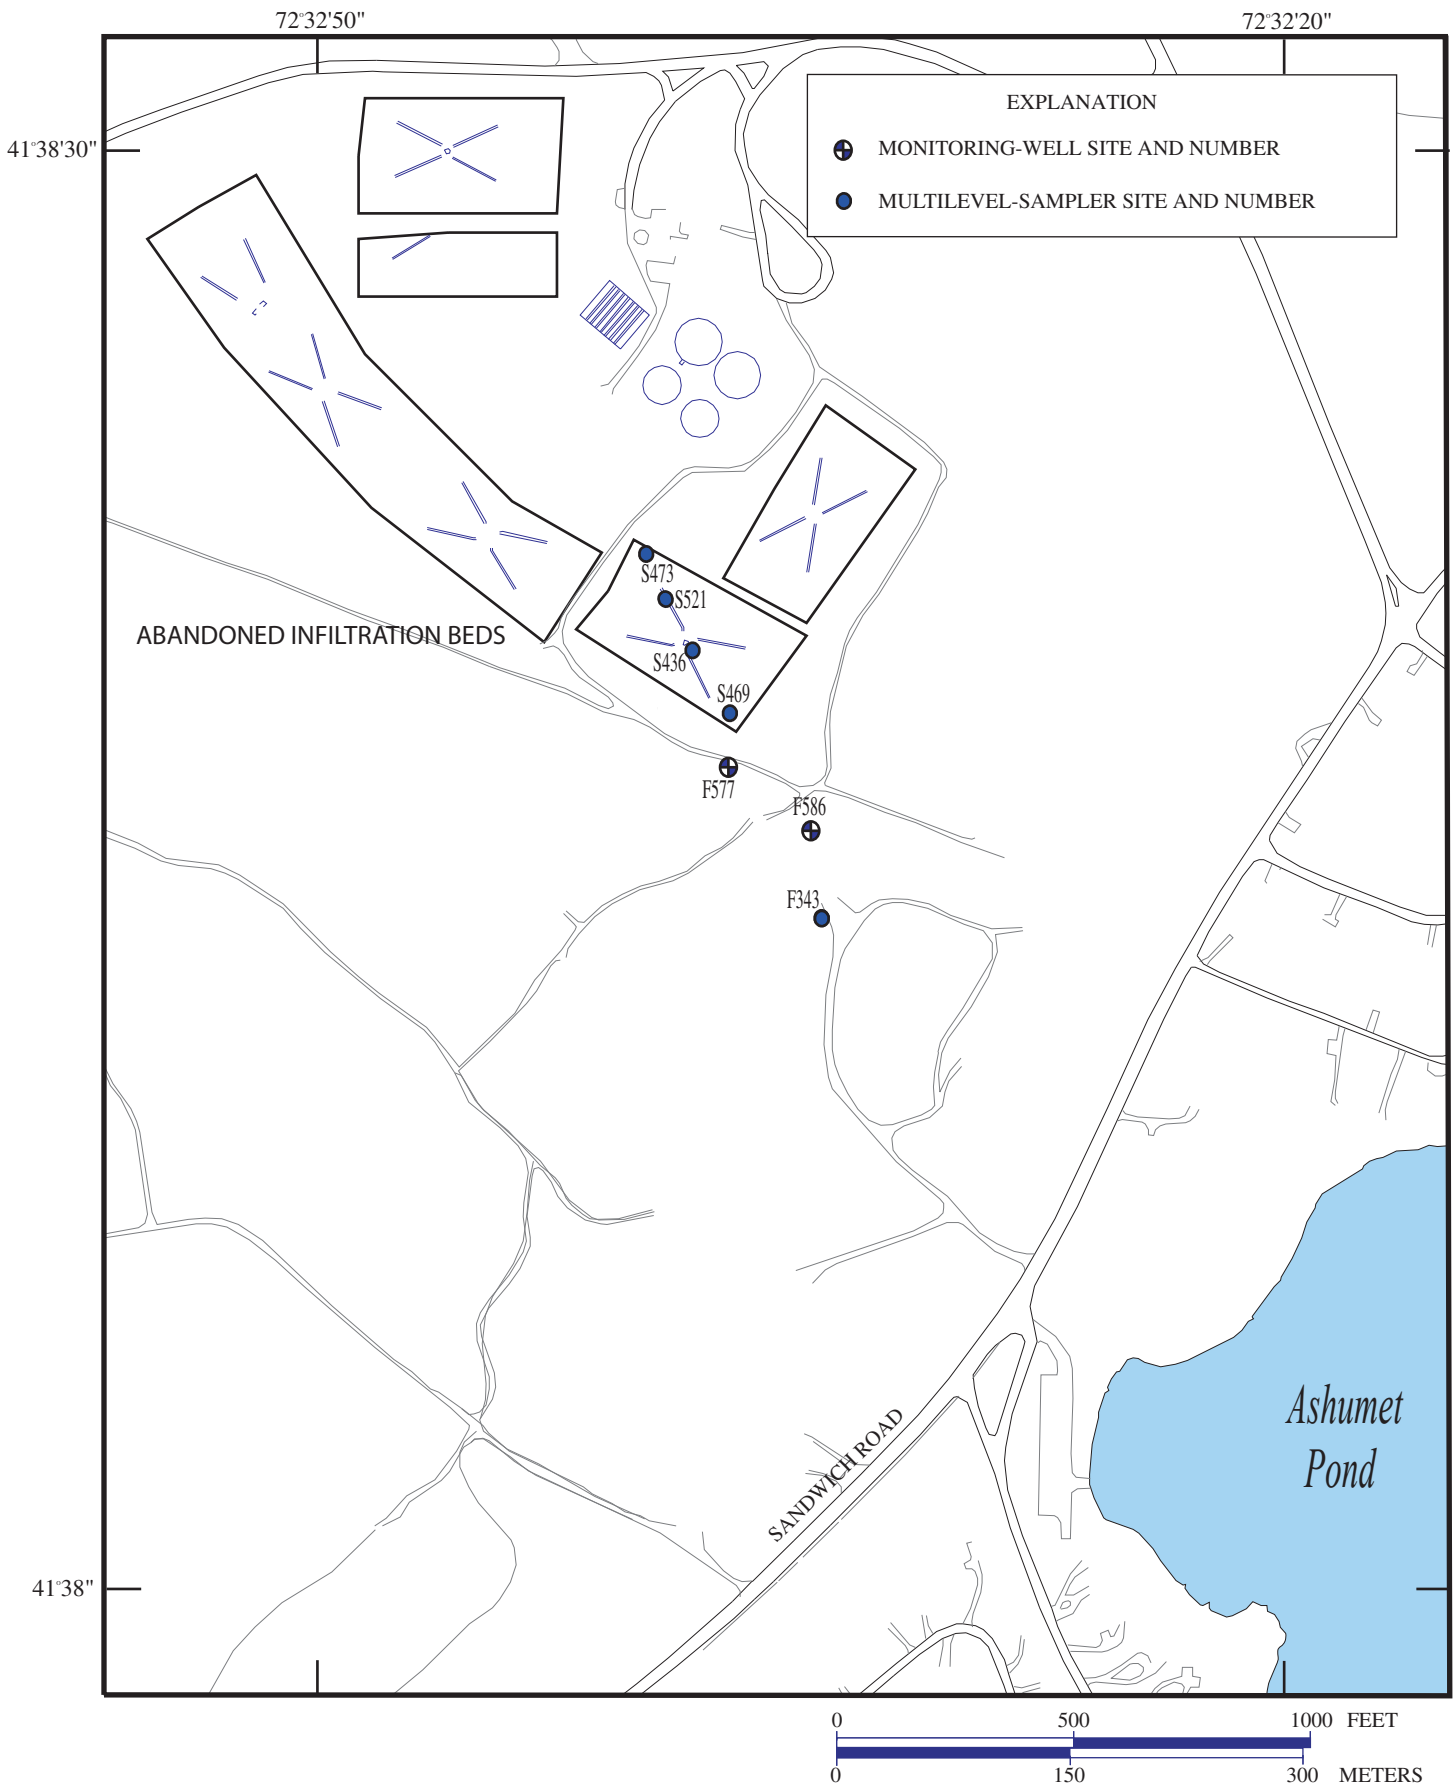 72°32'50" 72°32'20"
EXPLANATION
41°38'30"
MONITORING-WELL SITE AND NUMBER
MULTILEVEL-SAMPLER SITE AND NUMBER
S473
S521
ABANDONED INFILTRATION BEDS
S436
S469
F577
F586
F343
Ashumet
Pond
SANDWICH ROAD
41°38"
0 500 1000 FEET
0 150 300 METERS